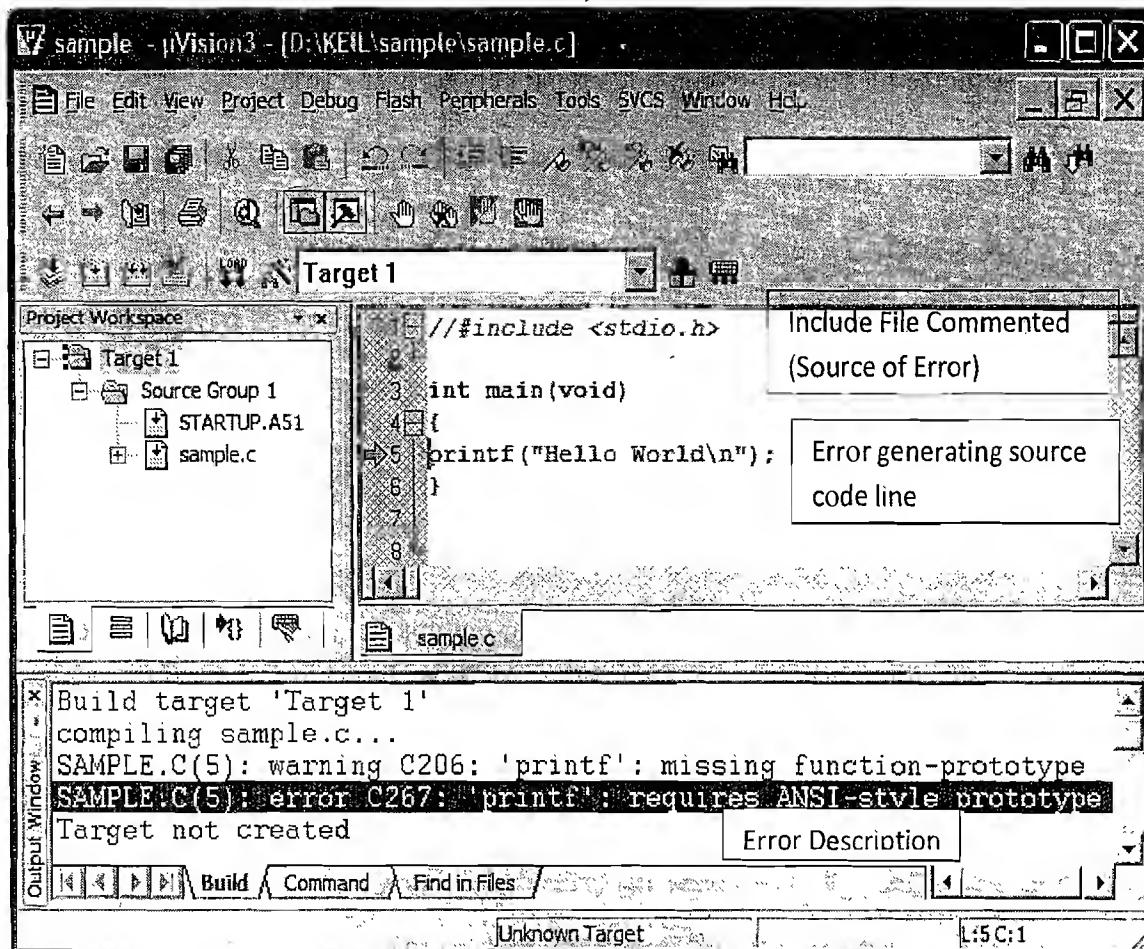 sample - µVision3 - [D:\KEIL\sample\sample.c]
File Edit View Project Debug Flash Peripherals Tools SVCS Window Help
LOAD
Target 1
Project Workspace
Target 1
Source Group 1
STARTUP.A51
sample.c
1 //#include <stdio.h>
2
3 int main(void)
4 {
5 printf("Hello World\n");
6 }
7
8
Include File Commented
(Source of Error)
Error generating source
code line
sample.c
Output Window
Build target 'Target 1'
compiling sample.c...
SAMPLE.C(5): warning C206: 'printf': missing function-prototype
SAMPLE.C(5): error C267: 'printf': requires ANSI-style prototype
Target not created
Error Description
Build Command Find in Files
Unknown Target L:5 C:1